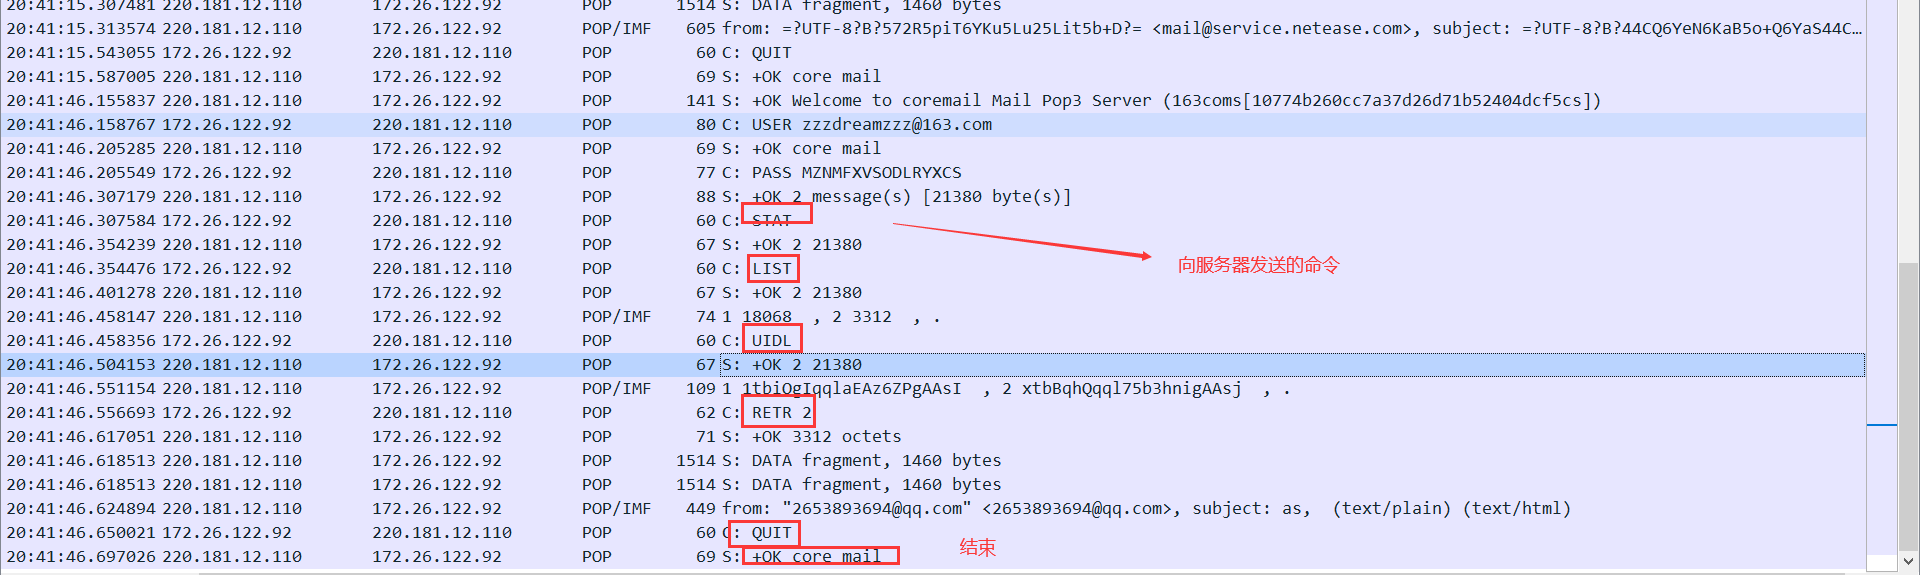 20:41:15.307481 220.181.12.110 172.26.122.92 POP 1514 S: DATA fragment, 1460 bytes
20:41:15.313574 220.181.12.110 172.26.122.92 POP/IMF 605 from: =?UTF-8?B?572R5piT6YKu5Lu25Lit5b+D?= <mail@service.netease.com>, subject: =?UTF-8?B?44CQ6YeN6KaB5o+Q6YaS44C…
20:41:15.543055 172.26.122.92 220.181.12.110 POP 60 C: QUIT
20:41:15.587005 220.181.12.110 172.26.122.92 POP 69 S: +OK core mail
20:41:46.155837 220.181.12.110 172.26.122.92 POP 141 S: +OK Welcome to coremail Mail Pop3 Server (163coms[10774b260cc7a37d26d71b52404dcf5cs])
20:41:46.158767 172.26.122.92 220.181.12.110 POP 80 C: USER zzzdreamzzz@163.com
20:41:46.205285 220.181.12.110 172.26.122.92 POP 69 S: +OK core mail
20:41:46.205549 172.26.122.92 220.181.12.110 POP 77 C: PASS MZNMFXVSODLRYXCS
20:41:46.307179 220.181.12.110 172.26.122.92 POP 88 S: +OK 2 message(s) [21380 byte(s)]
20:41:46.307584 172.26.122.92 220.181.12.110 POP 60 C: STAT
20:41:46.354239 220.181.12.110 172.26.122.92 POP 67 S: +OK 2 21380
向服务器发送的命令
20:41:46.354476 172.26.122.92 220.181.12.110 POP 60 C: LIST
20:41:46.401278 220.181.12.110 172.26.122.92 POP 67 S: +OK 2 21380
20:41:46.458147 220.181.12.110 172.26.122.92 POP/IMF 74 1 18068 , 2 3312 , .
20:41:46.458356 172.26.122.92 220.181.12.110 POP 60 C: UIDL
20:41:46.504153 220.181.12.110 172.26.122.92 POP 67 S: +OK 2 21380
20:41:46.551154 220.181.12.110 172.26.122.92 POP/IMF 109 1 1tbiQgIqqlaEAz6ZPgAAsI , 2 xtbBqhQqql75b3hnigAAsj , .
20:41:46.556693 172.26.122.92 220.181.12.110 POP 62 C: RETR 2
20:41:46.617051 220.181.12.110 172.26.122.92 POP 71 S: +OK 3312 octets
20:41:46.618513 220.181.12.110 172.26.122.92 POP 1514 S: DATA fragment, 1460 bytes
20:41:46.618513 220.181.12.110 172.26.122.92 POP 1514 S: DATA fragment, 1460 bytes
20:41:46.624894 220.181.12.110 172.26.122.92 POP/IMF 449 from: "2653893694@qq.com" <2653893694@qq.com>, subject: as, (text/plain) (text/html)
20:41:46.650021 172.26.122.92 220.181.12.110 POP 60 C: QUIT
结束
20:41:46.697026 220.181.12.110 172.26.122.92 POP 69 S: +OK core mail